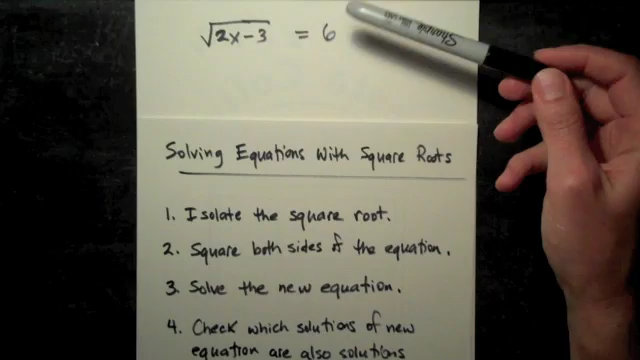 √2x-3 = 6
Sharpie
Solving Equations With Square Roots
1. Isolate the square root.
2. Square both sides of the equation.
3. Solve the new equation.
4. Check which solutions of new
equation are also solutions